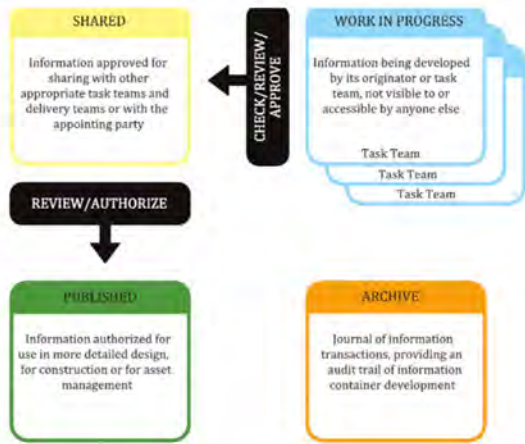 SHARED
Information approved for
sharing with other
appropriate task teams and
delivery teams or with the
appointing party
CHECK/REVIEW/
APPROVE
WORK IN PROGRESS
Information being developed
by its originator or task
team, not visible to or
accessible by anyone else
Task Team
Task Team
Task Team
REVIEW/AUTHORIZE
PUBLISHED
Information authorized for
use in more detailed design,
for construction or for asset
management
ARCHIVE
Journal of information
transactions, providing an
audit trail of information
container development